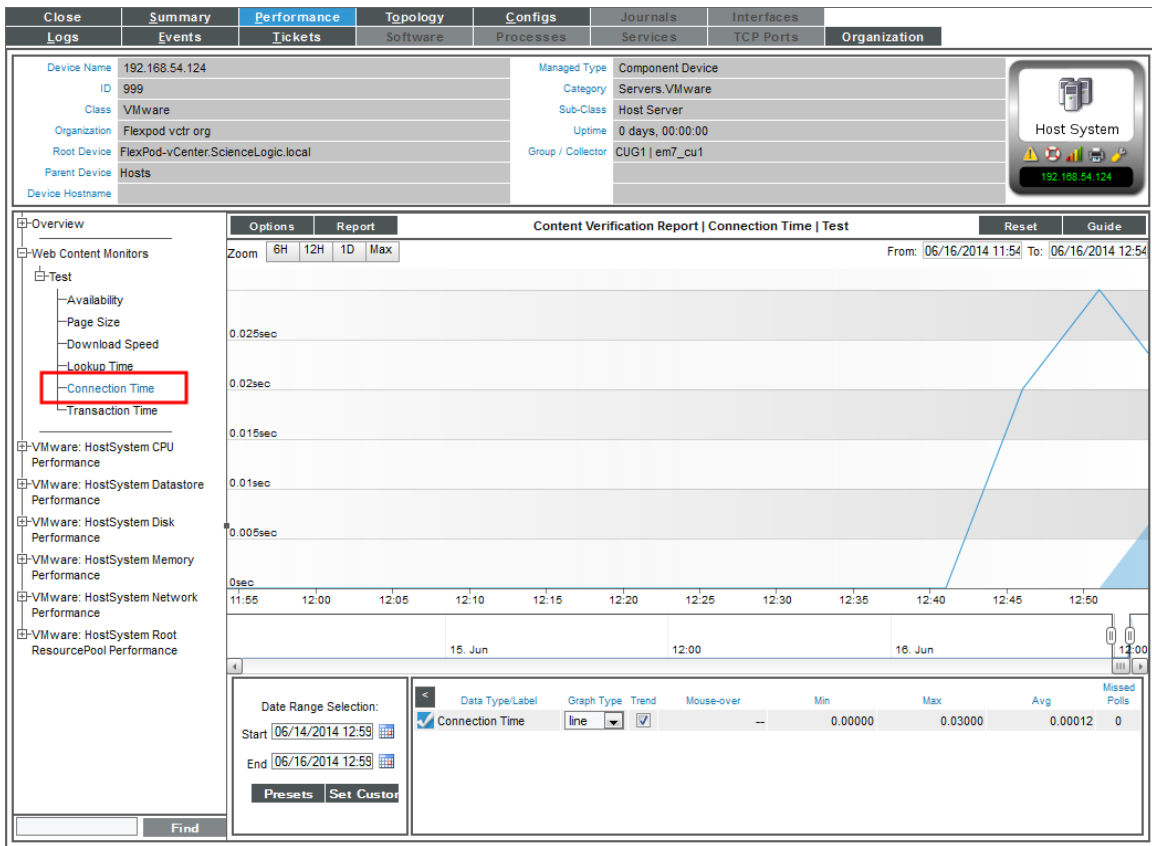 Close Summary Performance Topology Configs Journals Interfaces
Logs Events Tickets Software Processes Services TCP Ports Organization
Device Name 192.168.54.124 Managed Type Component Device
ID 999 Category Servers.VMware
Class VMware Sub-Class Host Server
Organization Flexpod vctr org Uptime 0 days, 00:00:00
Root Device FlexPod-vCenter.ScienceLogic.local Group / Collector CUG1 | em7_cu1
Parent Device Hosts
Device Hostname
Host System
192.168.54.124
Overview
Web Content Monitors
Test
Availability
Page Size
Download Speed
Lookup Time
Connection Time
Transaction Time
VMware: HostSystem CPU
Performance
VMware: HostSystem Datastore
Performance
VMware: HostSystem Disk
Performance
VMware: HostSystem Memory
Performance
VMware: HostSystem Network
Performance
VMware: HostSystem Root
ResourcePool Performance
Find
Options Report Content Verification Report | Connection Time | Test Reset Guide
Zoom 6H 12H 1D Max From: 06/16/2014 11:54 To: 06/16/2014 12:54
0.025sec
0.02sec
0.015sec
0.01sec
0.005sec
0sec
11:55 12:00 12:05 12:10 12:15 12:20 12:25 12:30 12:35 12:40 12:45 12:50
15. Jun 12:00 16. Jun 12:00
Date Range Selection:
Start 06/14/2014 12:59
End 06/16/2014 12:59
Presets Set Custor
< Data Type/Label Graph Type Trend Mouse-over Min Max Avg Missed Polls
Connection Time line -- 0.00000 0.03000 0.00012 0